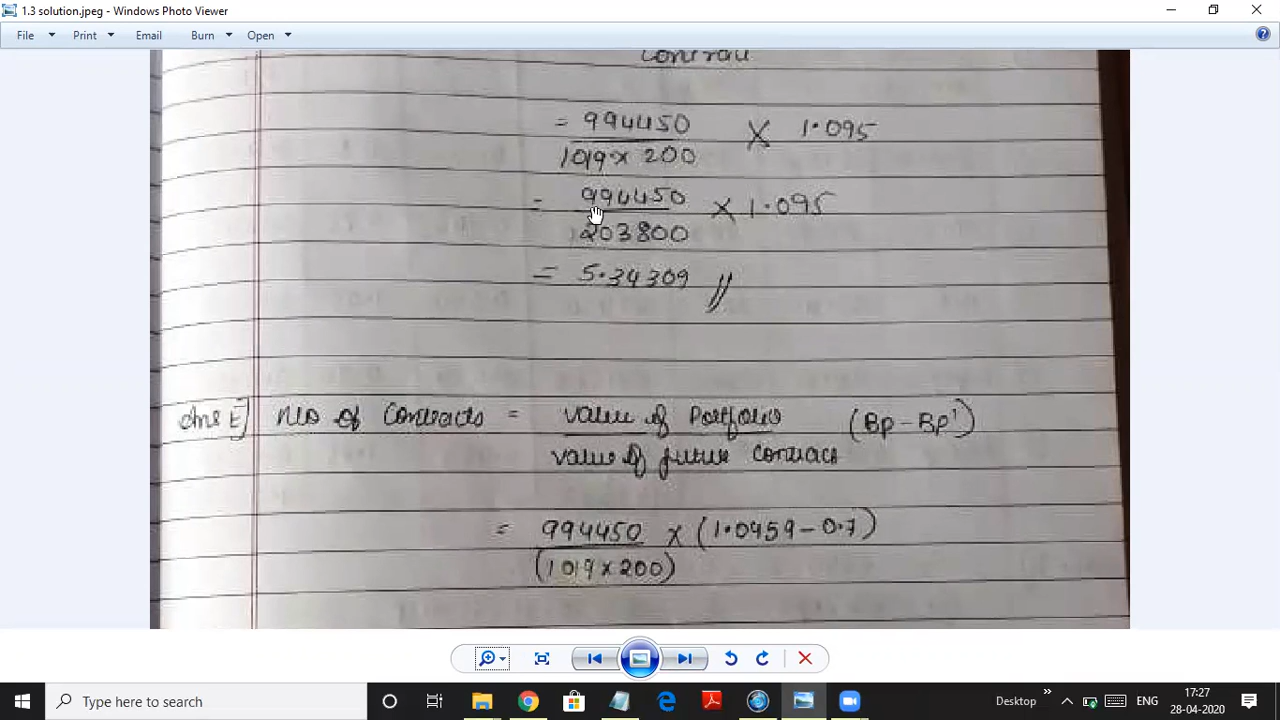 1.3 solution.jpeg - Windows Photo Viewer
File Print Email Burn Open
= 994450 × 1.095
1019 × 200
= 994450 × 1.095
203800
= 5.34309 //
Ans E] No of Contracts = Value of Portfolio (Bp - Bp')
Value of future Contract
= 994450 × (1.0959 - 0.7)
(1019 × 200)
Type here to search
Desktop
ENG
17:27
28-04-2020